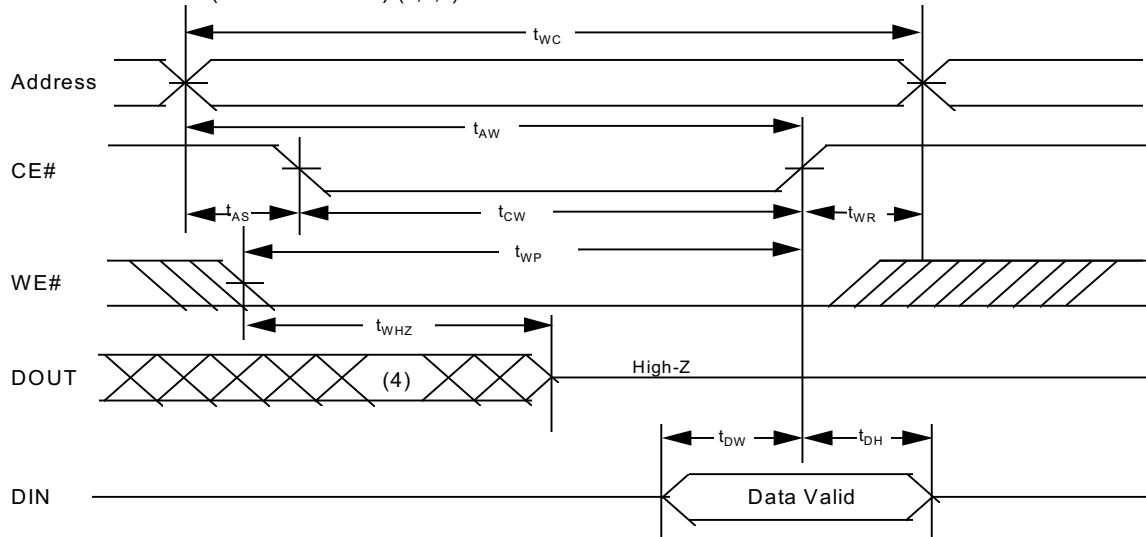 tWC
Address
tAW
CE#
tAS
tCW
tWR
tWP
WE#
tWHZ
DOUT
(4)
High-Z
tDW
tDH
DIN
Data Valid